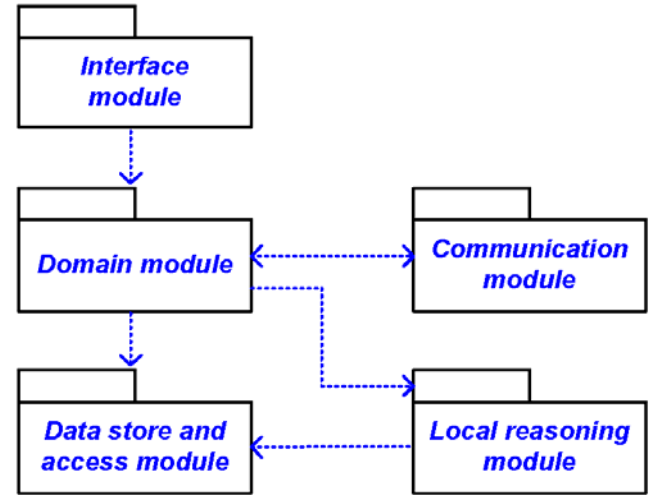 Interface
module
Domain module
Communication
module
Data store and
access module
Local reasoning
module